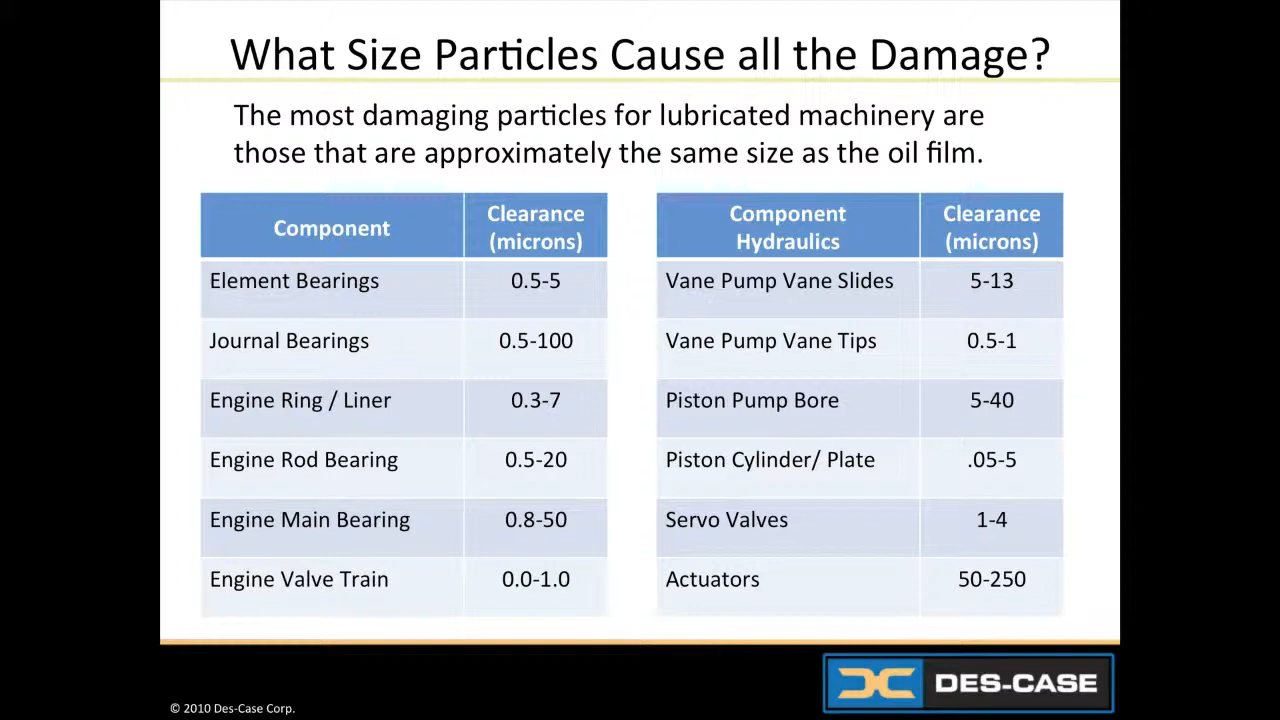 What Size Particles Cause all the Damage?
The most damaging particles for lubricated machinery are
those that are approximately the same size as the oil film.
Component Clearance (microns)
Element Bearings 0.5-5
Journal Bearings 0.5-100
Engine Ring / Liner 0.3-7
Engine Rod Bearing 0.5-20
Engine Main Bearing 0.8-50
Engine Valve Train 0.0-1.0
Component Hydraulics Clearance (microns)
Vane Pump Vane Slides 5-13
Vane Pump Vane Tips 0.5-1
Piston Pump Bore 5-40
Piston Cylinder/ Plate .05-5
Servo Valves 1-4
Actuators 50-250
DES-CASE
© 2010 Des-Case Corp.